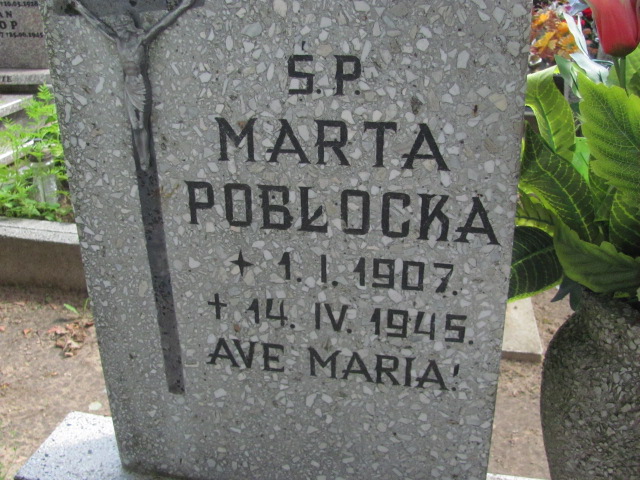 Ś.P.
MARTA
POBŁOCKA
+ 1. I. 1907.
+ 14. IV. 1945.
AVE MARIA!